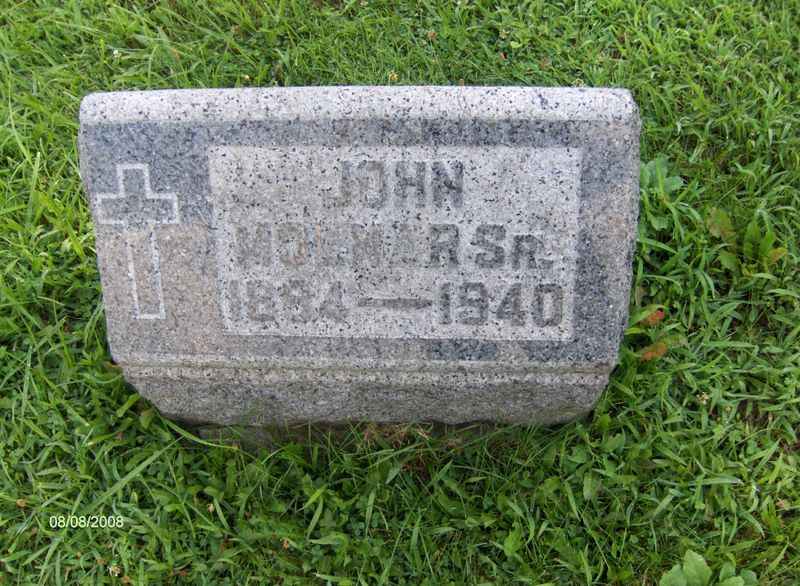 JOHN
MOLNAR SR.
1884 — 1940
08/08/2008